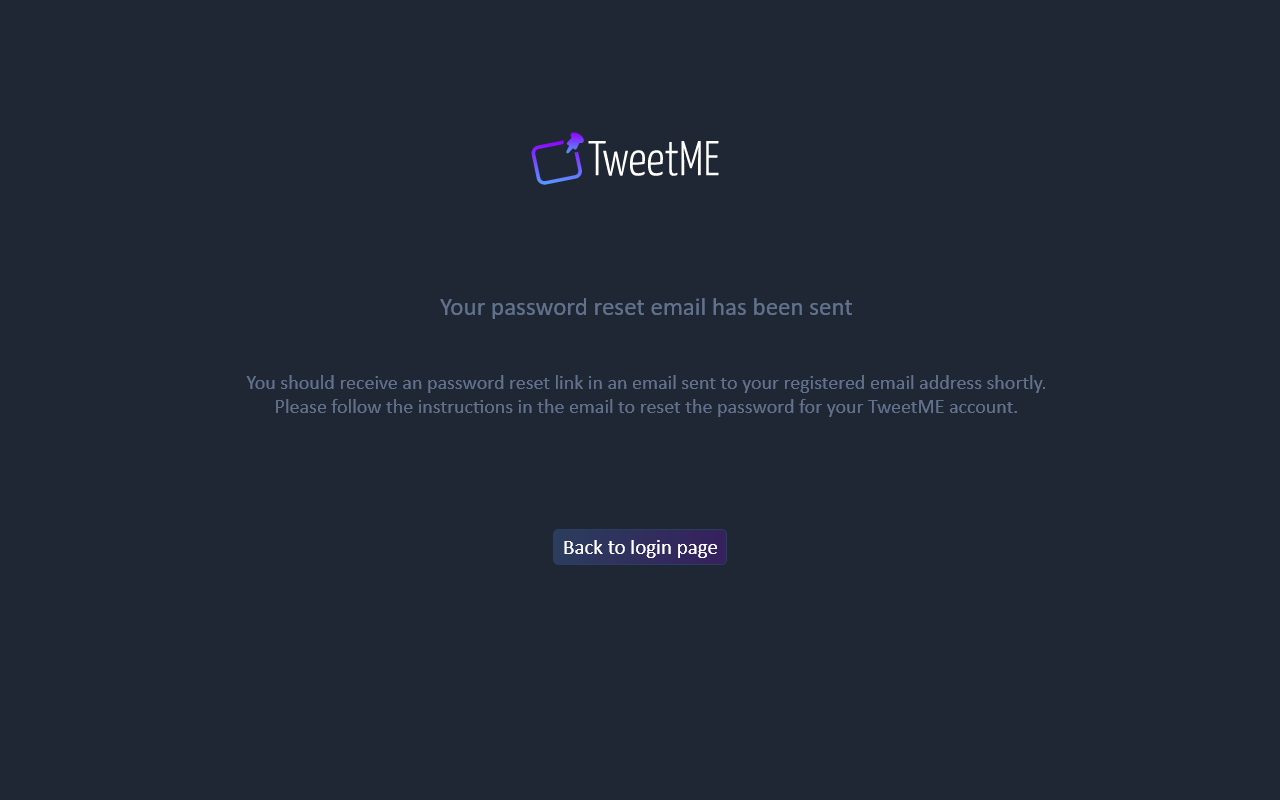 TweetME
Your password reset email has been sent
You should receive an password reset link in an email sent to your registered email address shortly.
Please follow the instructions in the email to reset the password for your TweetME account.
Back to login page